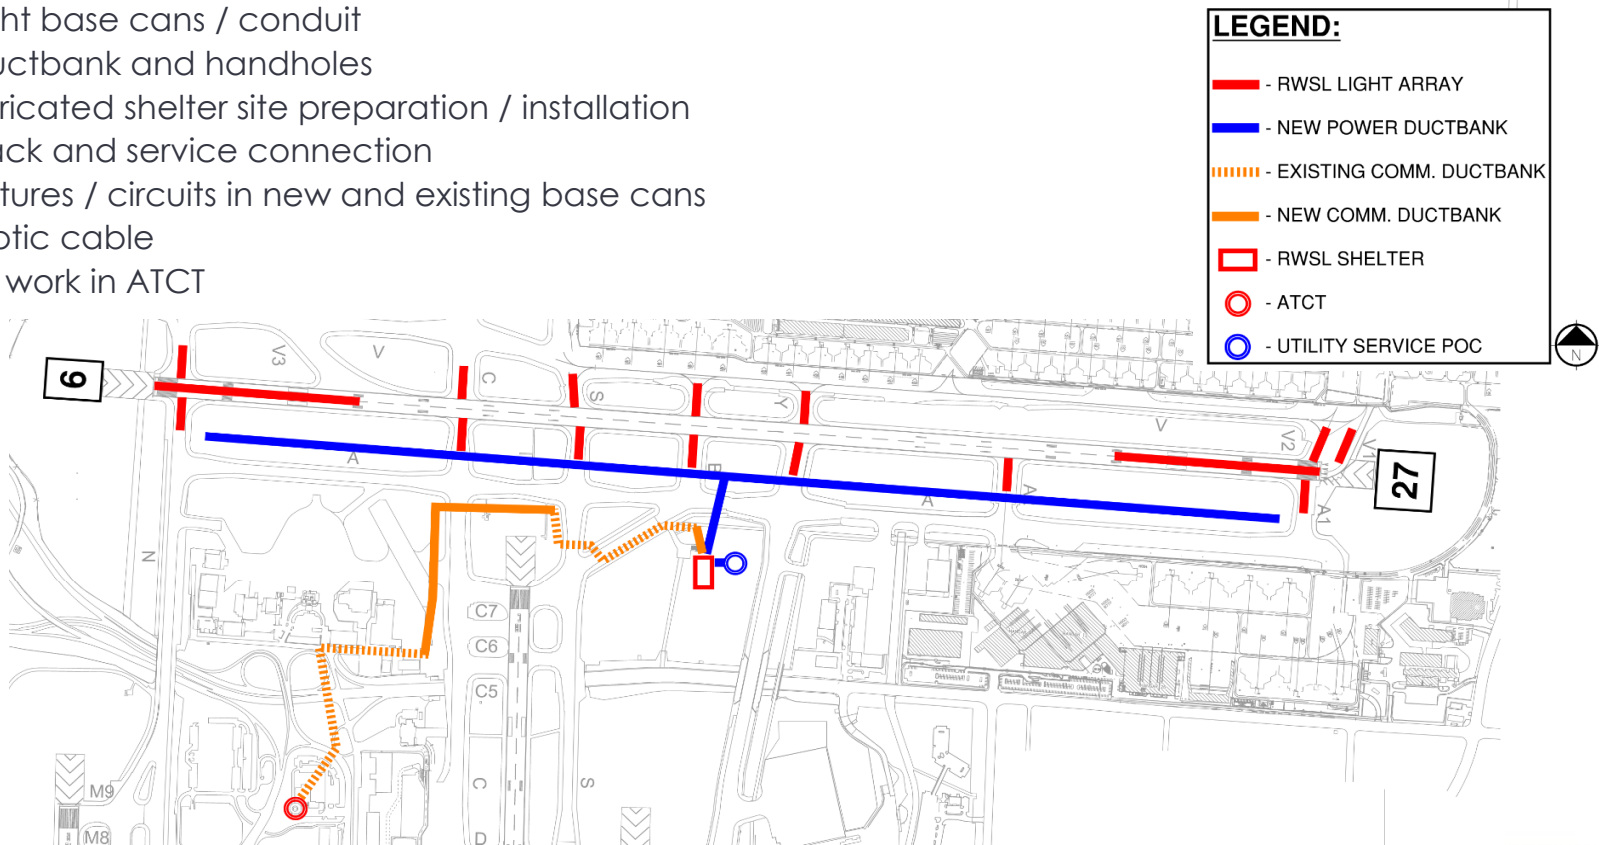 ht base cans / conduit
uctbank and handholes
ricated shelter site preparation / installation
ack and service connection
tures / circuits in new and existing base cans
ptic cable
work in ATCT
LEGEND:
- RWSL LIGHT ARRAY
- NEW POWER DUCTBANK
- EXISTING COMM. DUCTBANK
- NEW COMM. DUCTBANK
- RWSL SHELTER
- ATCT
- UTILITY SERVICE POC
N
9
V3
V
C
S
Y
V
V2
V1
27
A
B
A
A
A1
N
C7
C6
C5
C
S
D
M9
M8